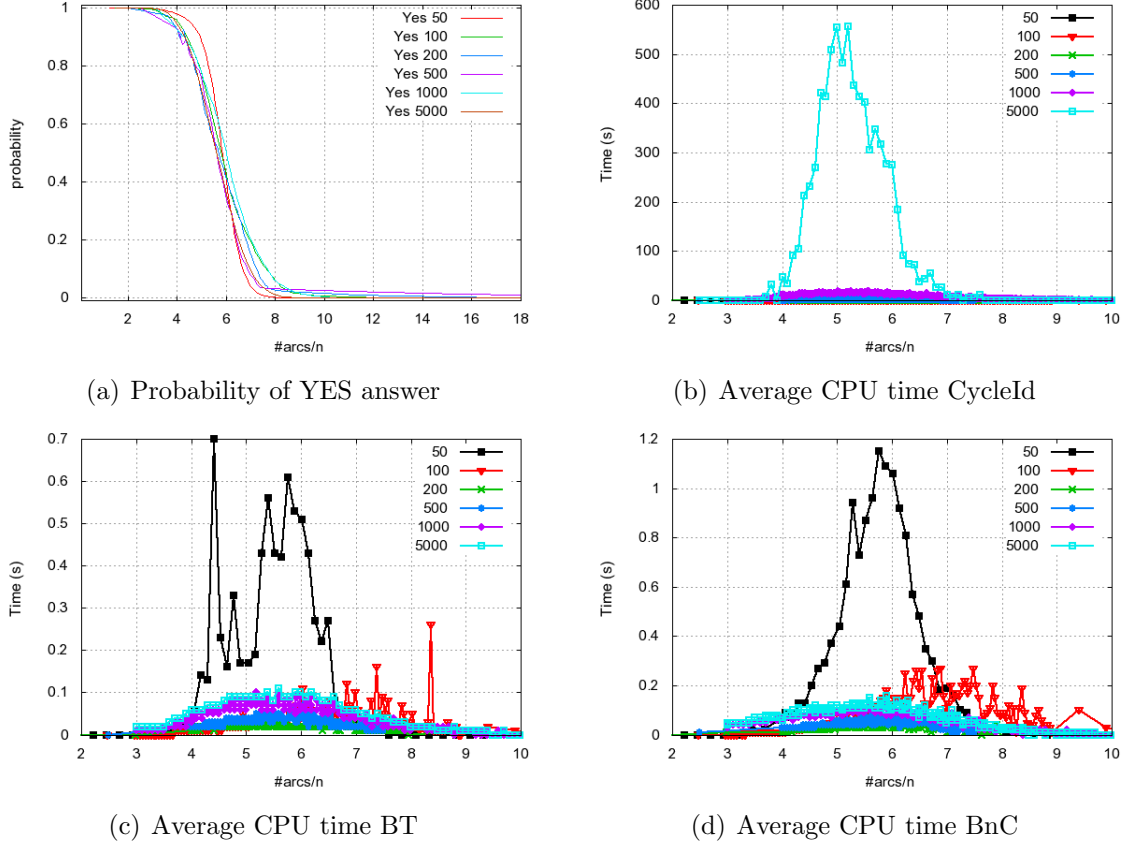 probability
1
0.8
0.6
0.4
0.2
0
2 4 6 8 10 12 14 16 18
#arcs/n
Yes 50
Yes 100
Yes 200
Yes 500
Yes 1000
Yes 5000
(a) Probability of YES answer
Time (s)
600
500
400
300
200
100
0
2 3 4 5 6 7 8 9 10
#arcs/n
50
100
200
500
1000
5000
(b) Average CPU time CycleId
Time (s)
0.7
0.6
0.5
0.4
0.3
0.2
0.1
0
2 3 4 5 6 7 8 9 10
#arcs/n
50
100
200
500
1000
5000
(c) Average CPU time BT
Time (s)
1.2
1
0.8
0.6
0.4
0.2
0
2 3 4 5 6 7 8 9 10
#arcs/n
50
100
200
500
1000
5000
(d) Average CPU time BnC